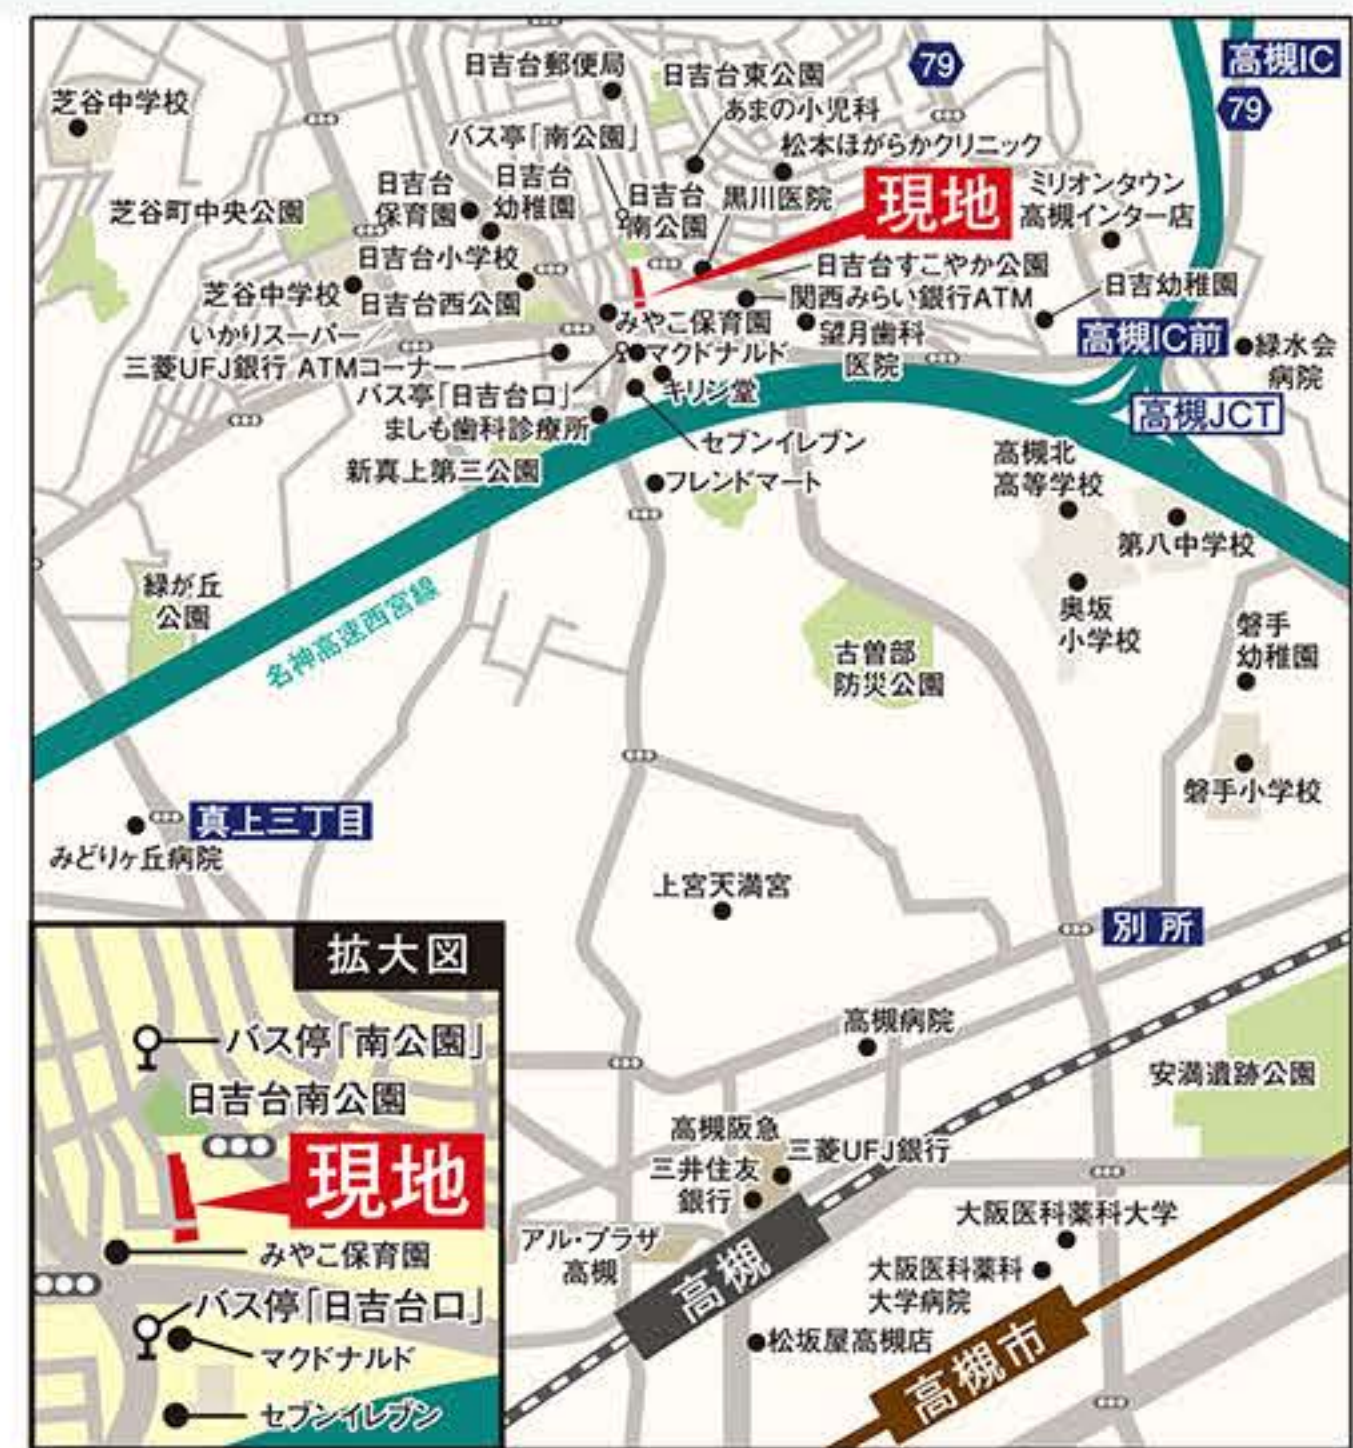 高槻IC
79
79
日吉台郵便局
日吉台東公園
芝谷中学校
あまの小児科
バス亭「南公園」
松本ほがらかクリニック
日吉台
保育園
日吉台
幼稚園
日吉台
南公園
黒川医院
現地
ミリオンタウン
高槻インター店
芝谷町中央公園
日吉台小学校
日吉台すこやか公園
芝谷中学校
日吉台西公園
関西みらい銀行ATM
日吉幼稚園
いかりスーパー
みやこ保育園
望月歯科
医院
高槻IC前
緑水会
病院
三菱UFJ銀行 ATMコーナー
マクドナルド
バス亭「日吉台口」
キリン堂
高槻JCT
ましも歯科診療所
セブンイレブン
新真上第三公園
フレンドマート
高槻北
高等学校
第八中学校
緑が丘
公園
名神高速西宮線
奥坂
小学校
磐手
幼稚園
古曽部
防災公園
磐手小学校
真上三丁目
みどりヶ丘病院
上宮天満宮
別所
高槻病院
安満遺跡公園
高槻阪急
三菱UFJ銀行
三井住友
銀行
アル・プラザ
高槻
高槻
大阪医科薬科大学
大阪医科薬科
大学病院
松坂屋高槻店
高槻市
拡大図
バス停「南公園」
日吉台南公園
現地
みやこ保育園
バス停「日吉台口」
マクドナルド
セブンイレブン